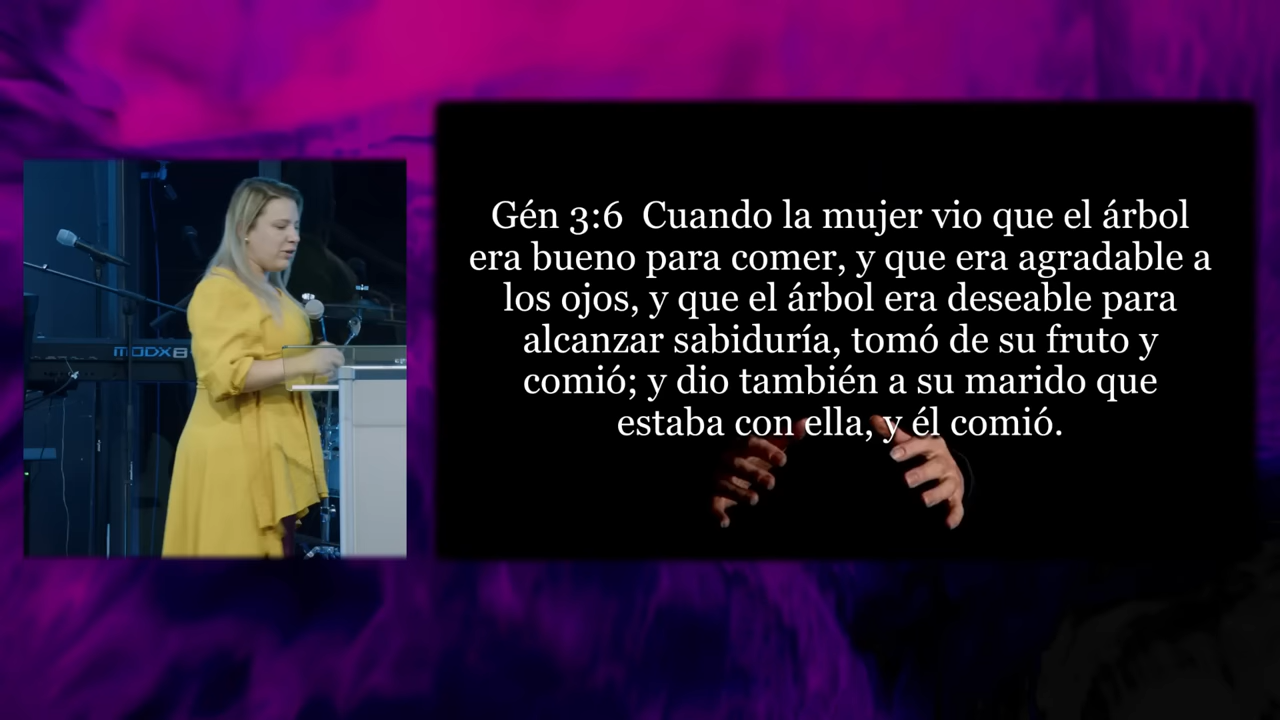 MODX8
Gén 3:6  Cuando la mujer vio que el árbol
era bueno para comer, y que era agradable a
los ojos, y que el árbol era deseable para
alcanzar sabiduría, tomó de su fruto y
comió; y dio también a su marido que
estaba con ella, y él comió.